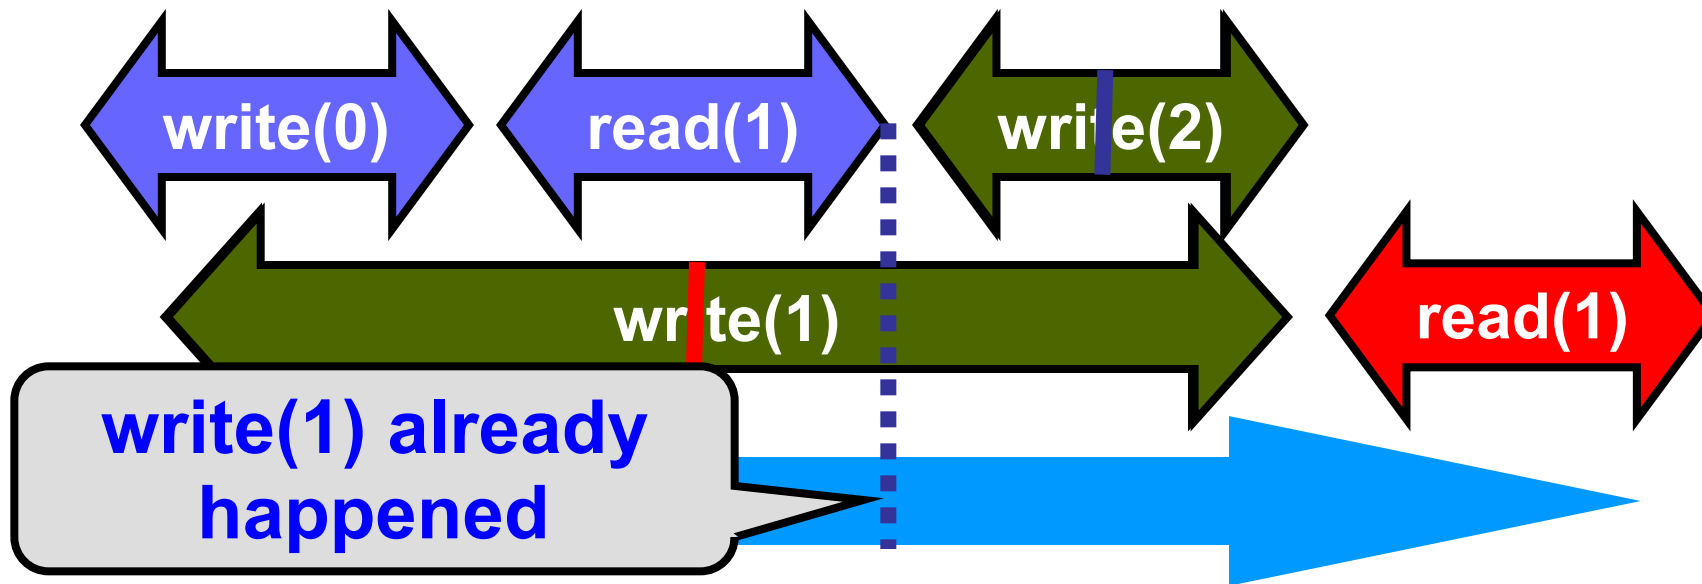 write(0)
read(1)
write(2)
write(1)
read(1)
write(1) already
happened